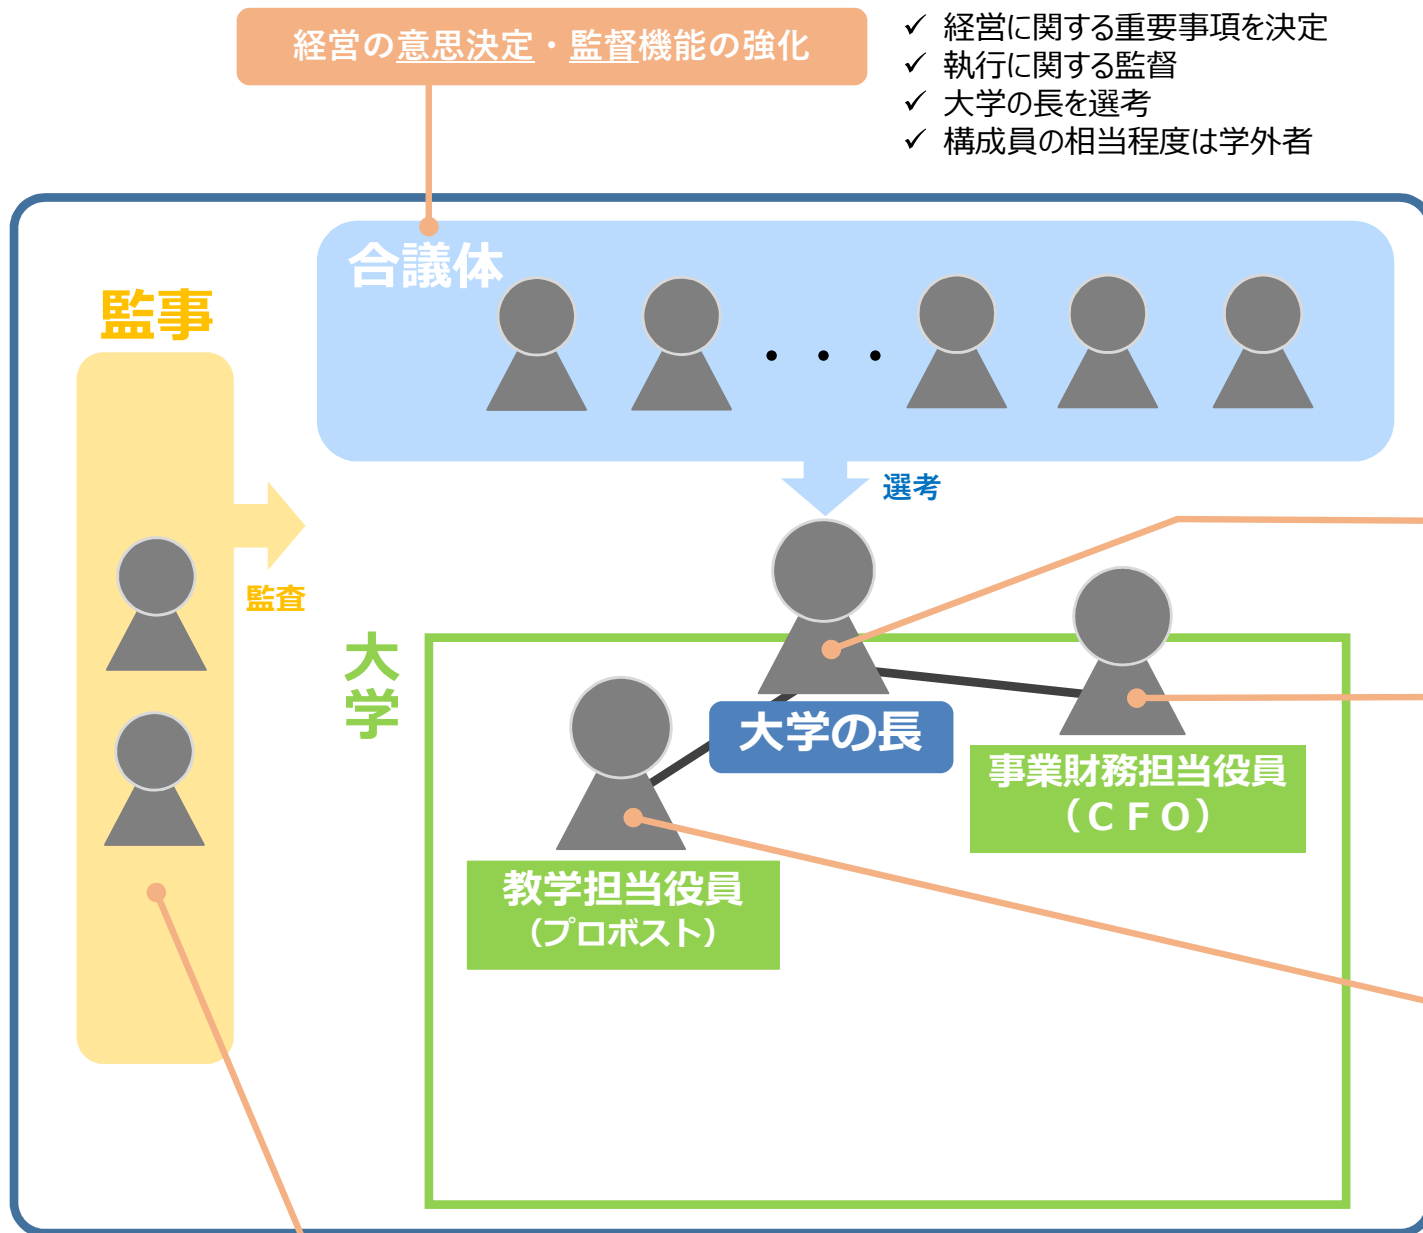 経営の意思決定・監督機能の強化
✓ 経営に関する重要事項を決定
✓ 執行に関する監督
✓ 大学の長を選考
✓ 構成員の相当程度は学外者
合議体
監事
・・・
選考
監査
大学
大学の長
事業財務担当役員
（ＣＦＯ）
教学担当役員
（プロボスト）